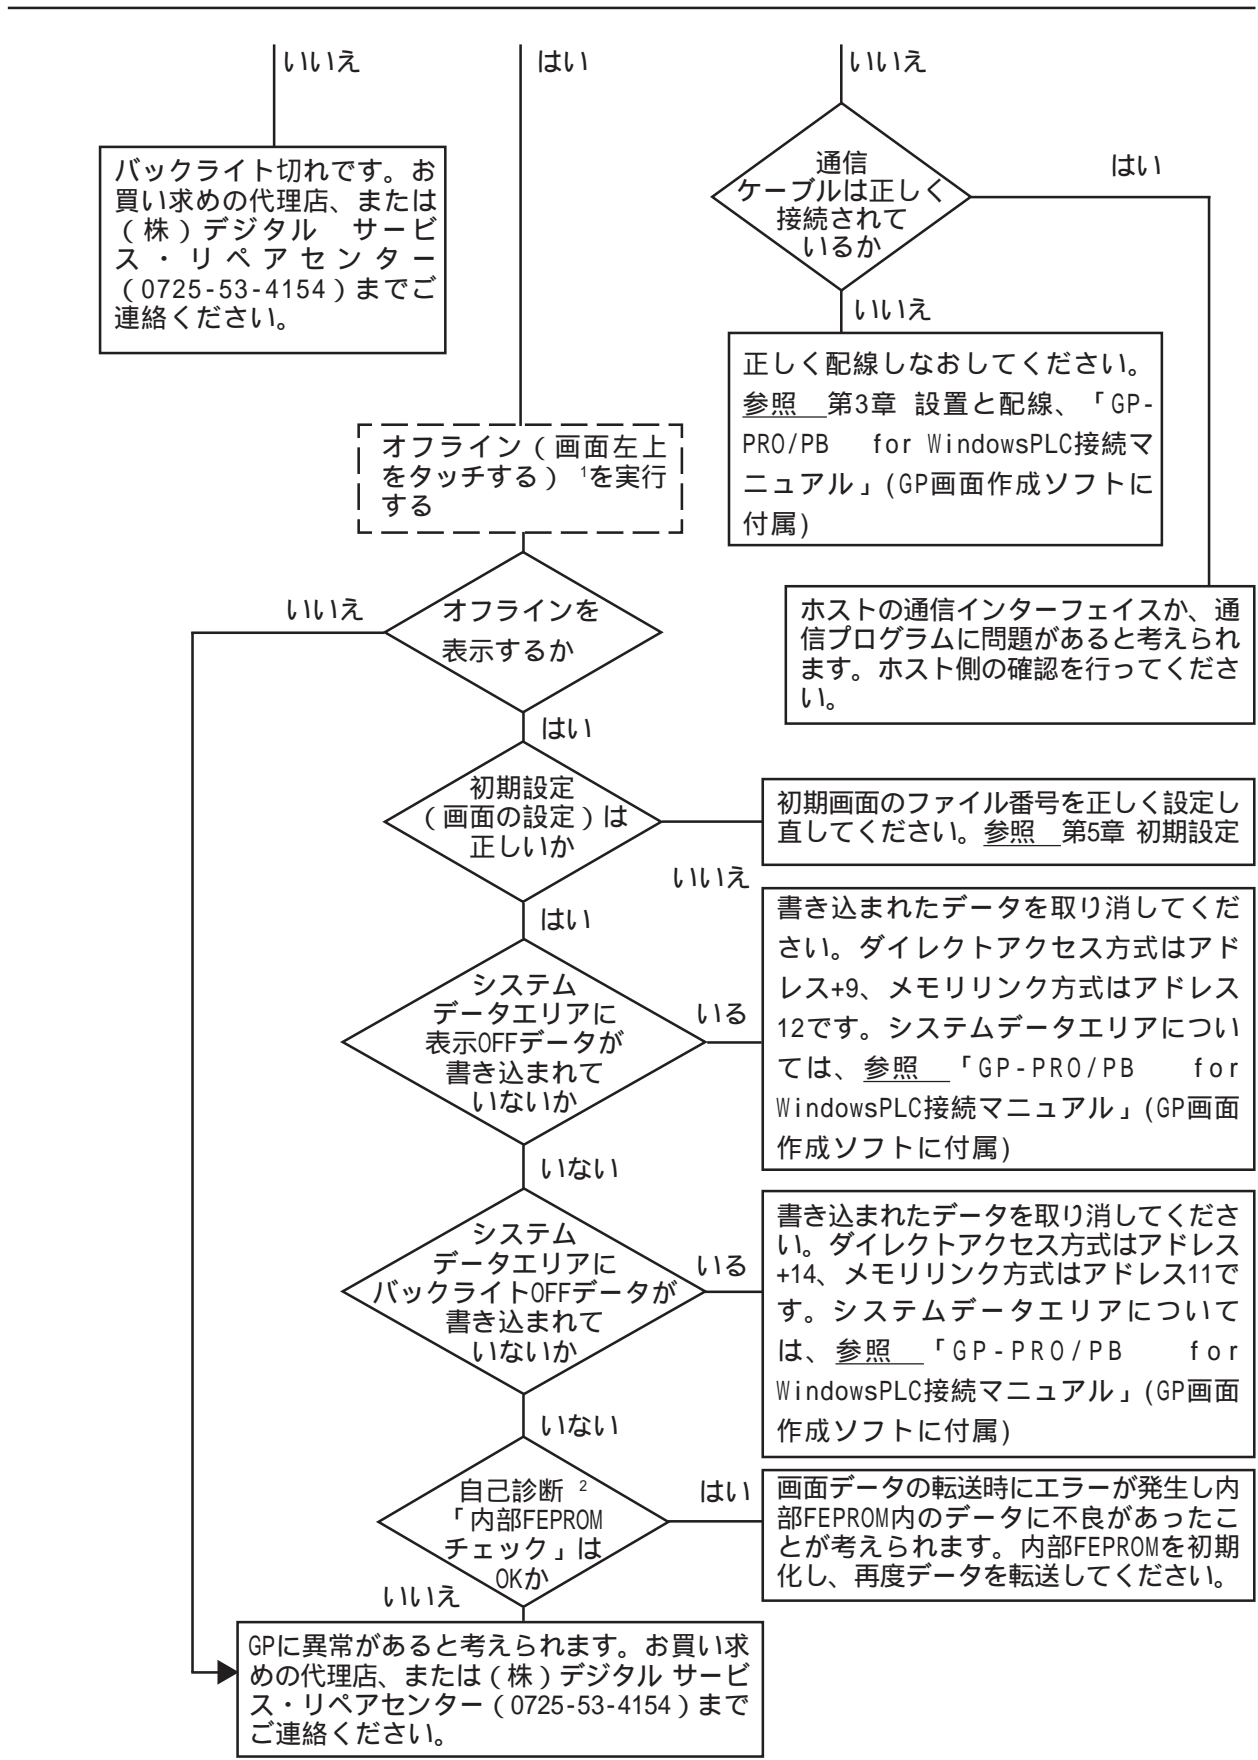 いいえ
はい
いいえ
バックライト切れです。お
買い求めの代理店、または
(株)デジタル サービ
ス・リペアセンター
(0725-53-4154)までご
連絡ください。
通信
ケーブルは正しく
接続されて
いるか
はい
いいえ
正しく配線しなおしてください。
参照 第3章 設置と配線、「GP-
PRO/PB for WindowsPLC接続マ
ニュアル」(GP画面作成ソフトに
付属)
オフライン(画面左上
をタッチする) 1を実行
する
ホストの通信インターフェイスか、通
信プログラムに問題があると考えられ
ます。ホスト側の確認を行ってくださ
い。
いいえ
オフラインを
表示するか
はい
初期設定
(画面の設定)は
正しいか
初期画面のファイル番号を正しく設定し
直してください。参照 第5章 初期設定
いいえ
はい
システム
データエリアに
表示OFFデータが
書き込まれて
いないか
いる
書き込まれたデータを取り消してくだ
さい。ダイレクトアクセス方式はアド
レス+9、メモリリンク方式はアドレス
12です。システムデータエリアについ
ては、参照 「GP-PRO/PB for
WindowsPLC接続マニュアル」(GP画面
作成ソフトに付属)
いない
システム
データエリアに
バックライトOFFデータが
書き込まれて
いないか
いる
書き込まれたデータを取り消してくださ
い。ダイレクトアクセス方式はアドレス
+14、メモリリンク方式はアドレス11で
す。システムデータエリアについて
は、参照 「GP-PRO/PB for
WindowsPLC接続マニュアル」(GP画面
作成ソフトに付属)
いない
自己診断 2
「内部FEPROM
チェック」は
OKか
はい
画面データの転送時にエラーが発生し内
部FEPROM内のデータに不良があったこ
とが考えられます。内部FEPROMを初期
化し、再度データを転送してください。
いいえ
GPに異常があると考えられます。お買い求
めの代理店、または(株)デジタル サービ
ス・リペアセンター(0725-53-4154)まで
ご連絡ください。